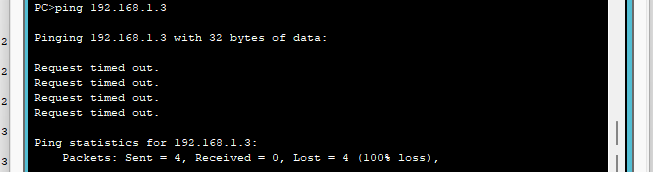 PC>ping 192.168.1.3
Pinging 192.168.1.3 with 32 bytes of data:
2
2
Request timed out.
Request timed out.
2
Request timed out.
Request timed out.
3
Ping statistics for 192.168.1.3:
3
Packets: Sent = 4, Received = 0, Lost = 4 (100% loss),